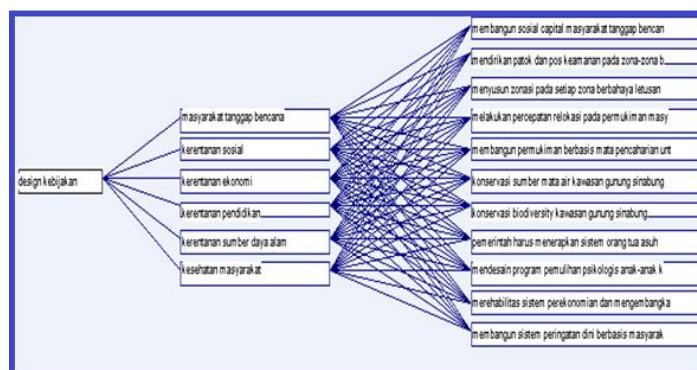 design kebijakan
masyarakat tanggap bencana
kerentanan sosial
kerentanan ekonomi
kerentanan pendidikan
kerentanan sumber daya alam
kesehatan masyarakat
membangun sosial capital masyarakat tanggap bencan
mendirikan patok dan pos keamanan pada zona-zona b
menyusun zonasi pada setiap zona berbahaya letusan
melakukan percepatan relokasi pada permukiman masy
membangun permukiman berbasis mata pencaharian unt
konservasi sumber mata air kawasan gunung sinabung
konservasi biodiversity kawasan gunung sinabung
pemerintah harus menerapkan sistem orang tua asuh
mendesain program pemulihan psikologis anak-anak k
merehabilitas sistem perekonomian dan mengembangka
membangun sistem peringatan dini berbasis masyarak